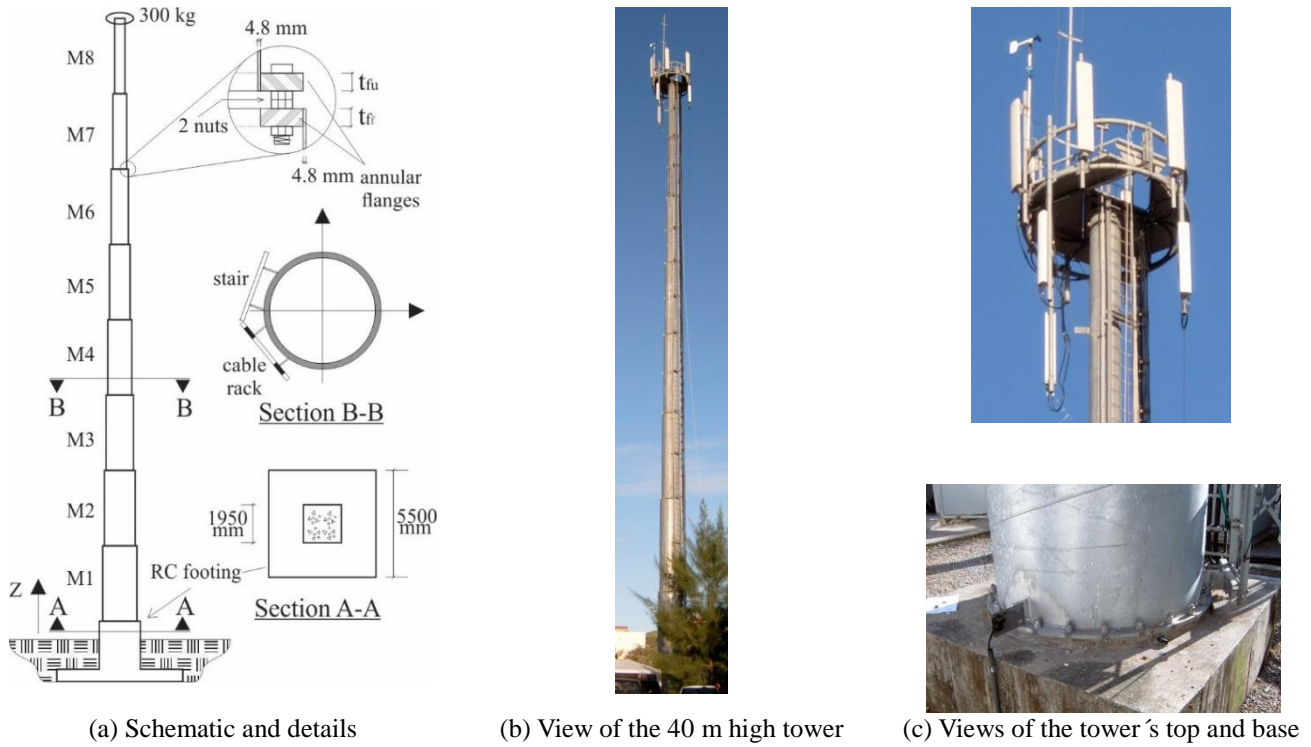 300 kg
M8
4.8 mm
tfu
2 nuts
tfℓ
M7
4.8 mm
annular
flanges
M6
stair
M5
cable
rack
M4
B B
Section B-B
M3
1950
mm
5500
mm
M2
RC footing
M1
Section A-A
Z
A A
(a) Schematic and details
(b) View of the 40 m high tower
(c) Views of the tower´s top and base